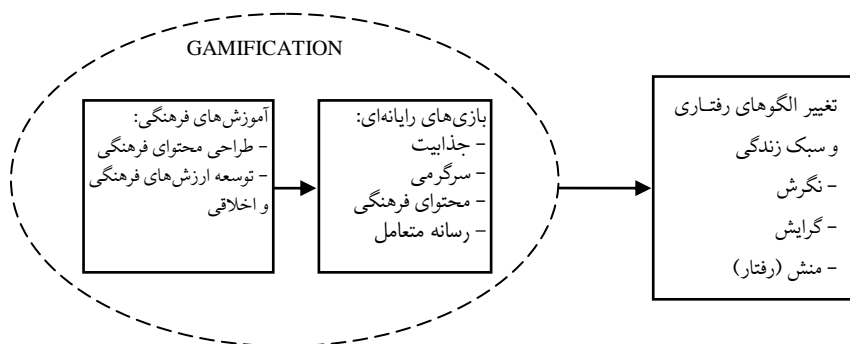 GAMIFICATION
آموزش‌های فرهنگی:
- طراحی محتوای فرهنگی
- توسعه ارزش‌های فرهنگی
و اخلاقی
بازی‌های رایانه‌ای:
- جذابیت
- سرگرمی
- محتوای فرهنگی
- رسانه متعامل
تغییر الگوهای رفتـاری
و سبک زندگی
- نگرش
- گرایش
- منش (رفتار)